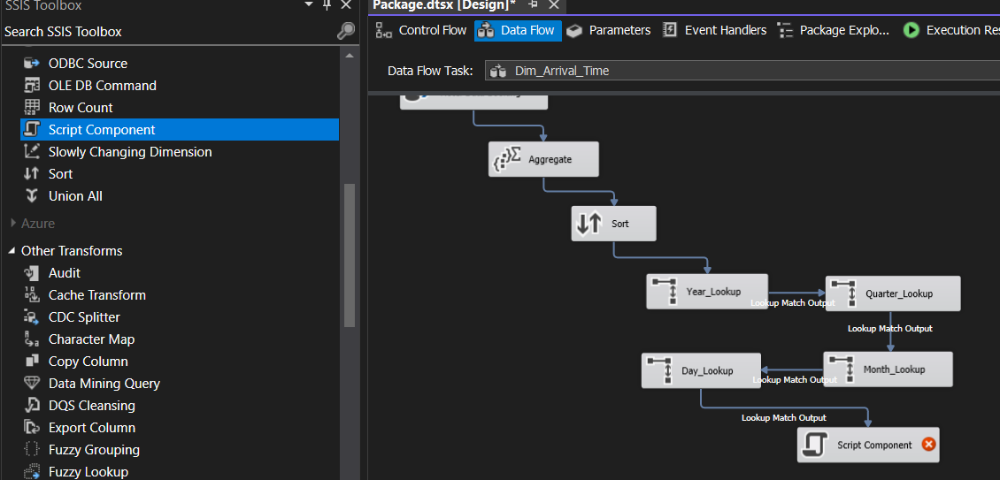 SSIS Toolbox
Search SSIS Toolbox
ODBC Source
OLE DB Command
Row Count
Script Component
Slowly Changing Dimension
Sort
Union All
Azure
Other Transforms
Audit
Cache Transform
CDC Splitter
Character Map
Copy Column
Data Mining Query
DQS Cleansing
Export Column
Fuzzy Grouping
Fuzzy Lookup
Package.dtsx [Design]*
Control Flow
Data Flow
Parameters
Event Handlers
Package Explo...
Execution Res
Data Flow Task:
Dim_Arrival_Time
Aggregate
Sort
Year_Lookup
Lookup Match Output
Quarter_Lookup
Lookup Match Output
Month_Lookup
Lookup Match Output
Day_Lookup
Lookup Match Output
Script Component